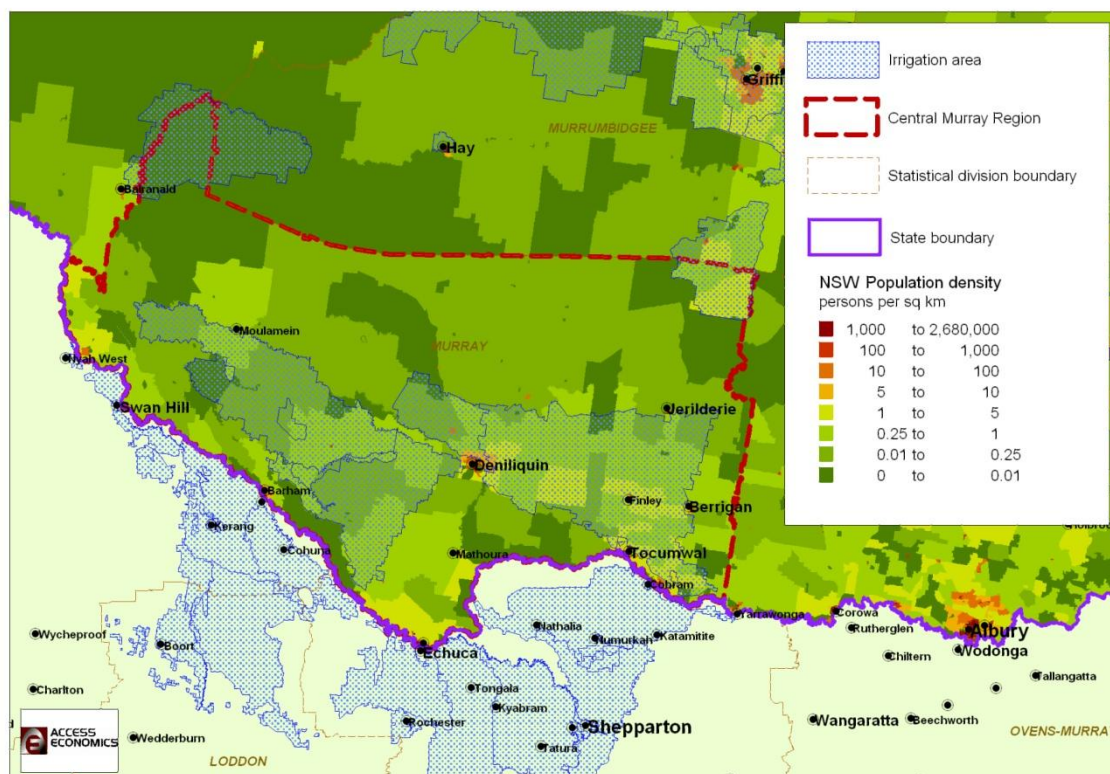 Irrigation area
Central Murray Region
Statistical division boundary
State boundary
NSW Population density
persons per sq km
1,000 to 2,680,000
100 to 1,000
10 to 100
5 to 10
1 to 5
0.25 to 1
0.01 to 0.25
0 to 0.01
Griffi
MURRUMBIDGEE
Hay
Balranald
Moulamein
MURRAY
Nyah West
Swan Hill
Jerilderie
Deniliquin
Barham
Finley
Berrigan
Kerang
Holbroo
Cohuna
Mathoura
Tocumwal
Cobram
Yarrawonga
Corowa
Wycheproof
Nathalia
Numurkah
Katamitite
Rutherglen
Albury
Boort
Echuca
Chiltern
Wodonga
Tallangatta
Charlton
Tongala
Kyabram
Rochester
Shepparton
Wangaratta
Beechworth
ACCESS
ECONOMICS
Wedderburn
Tatura
LODDON
OVENS-MURRA